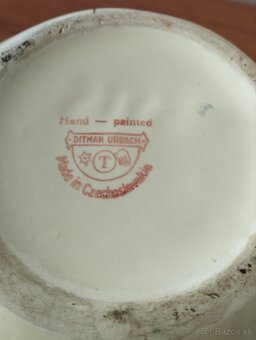 Hand — painted
DITMAR URBACH
T
Made in Czechoslovakia
bazos.sk